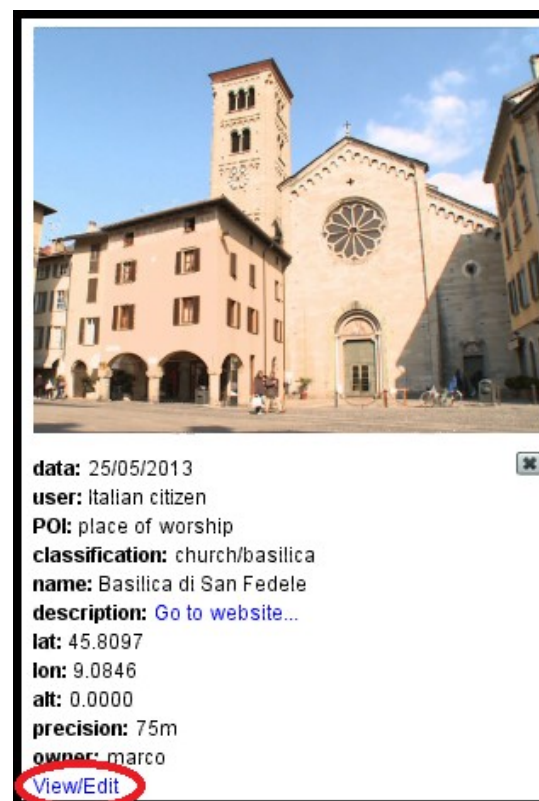 data: 25/05/2013
user: Italian citizen
POI: place of worship
classification: church/basilica
name: Basilica di San Fedele
description: Go to website...
lat: 45.8097
lon: 9.0846
alt: 0.0000
precision: 75m
owner: marco
View/Edit